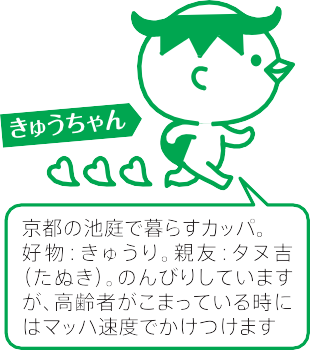 きゅうちゃん
京都の池庭で暮らすカッパ。
好物：きゅうり。親友：タヌ吉
（たぬき）。のんびりしています
が、高齢者がこまっている時に
はマッハ速度でかけつけます